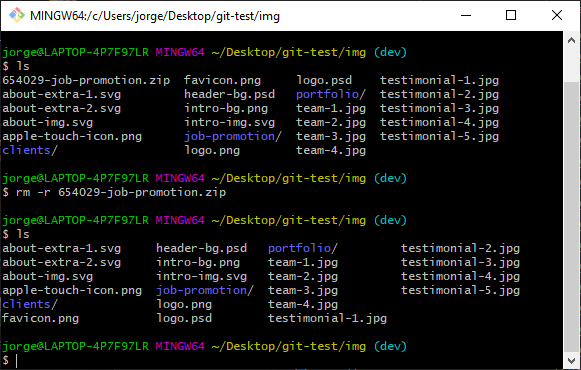 MINGW64:/c/Users/jorge/Desktop/git-test/img
jorge@LAPTOP-4P7F97LR MINGW64 ~/Desktop/git-test/img (dev)
$ ls
654029-job-promotion.zip favicon.png logo.psd testimonial-1.jpg
about-extra-1.svg header-bg.psd portfolio/ testimonial-2.jpg
about-extra-2.svg intro-bg.png team-1.jpg testimonial-3.jpg
about-img.svg intro-img.svg team-2.jpg testimonial-4.jpg
apple-touch-icon.png job-promotion/ team-3.jpg testimonial-5.jpg
clients/ logo.png team-4.jpg
jorge@LAPTOP-4P7F97LR MINGW64 ~/Desktop/git-test/img (dev)
$ rm -r 654029-job-promotion.zip
jorge@LAPTOP-4P7F97LR MINGW64 ~/Desktop/git-test/img (dev)
$ ls
about-extra-1.svg header-bg.psd portfolio/ testimonial-2.jpg
about-extra-2.svg intro-bg.png team-1.jpg testimonial-3.jpg
about-img.svg intro-img.svg team-2.jpg testimonial-4.jpg
apple-touch-icon.png job-promotion/ team-3.jpg testimonial-5.jpg
clients/ logo.png team-4.jpg
favicon.png logo.psd testimonial-1.jpg
jorge@LAPTOP-4P7F97LR MINGW64 ~/Desktop/git-test/img (dev)
$